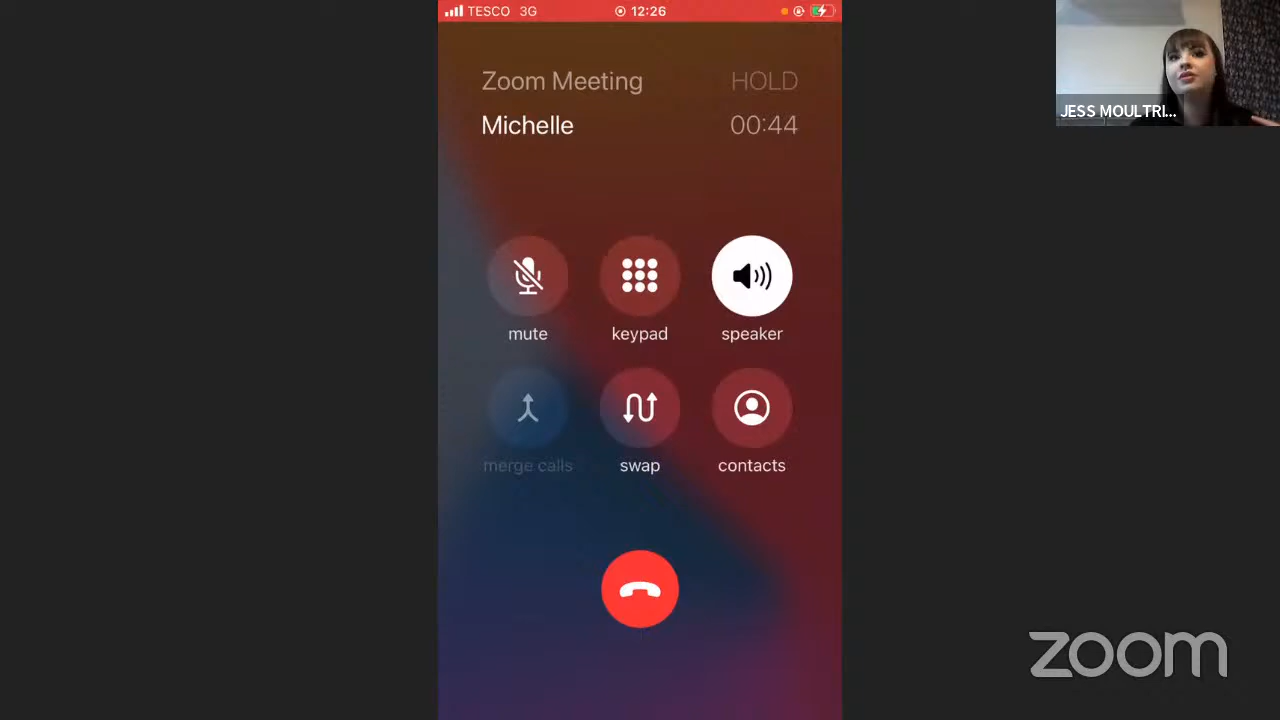 TESCO 3G 12:26
Zoom Meeting HOLD
Michelle 00:44
JESS MOULTRI...
mute keypad speaker
merge calls swap contacts
zoom